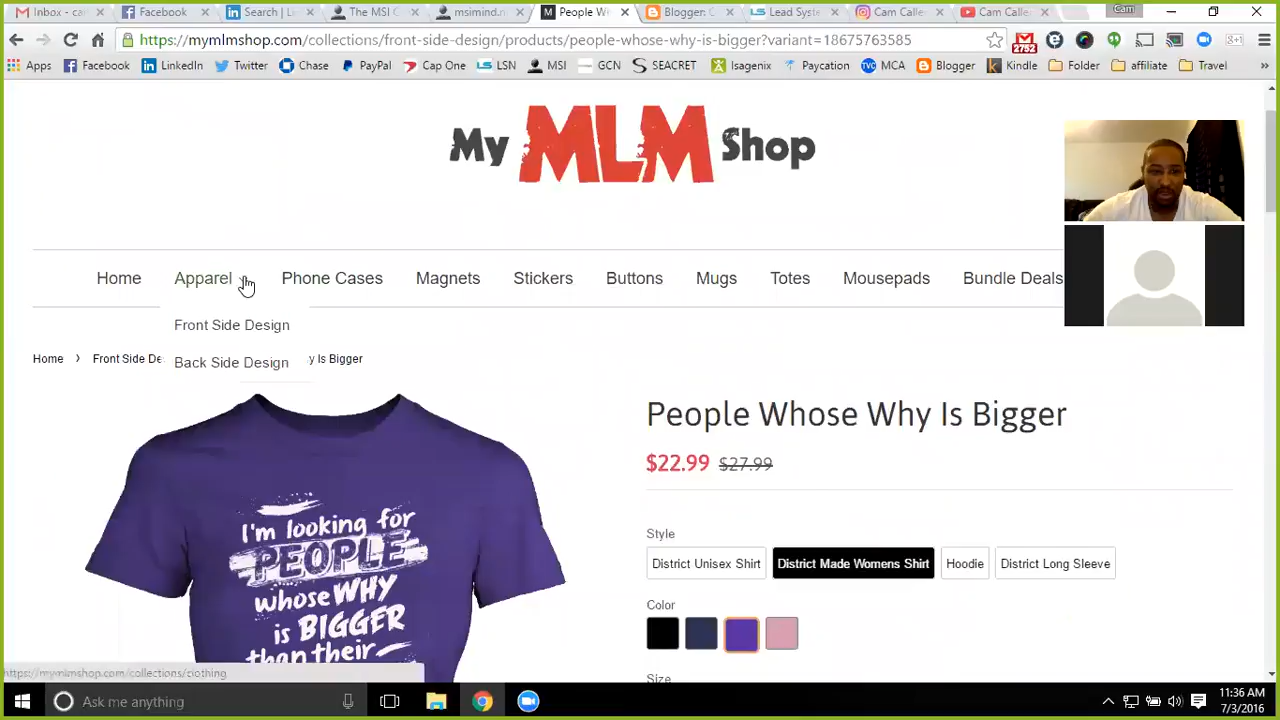 Inbox - ca
Facebook
Search | Li
The MSI C
msimind.n
People Wh
Blogger: C
Lead Syste
Cam Calle
Cam Calle
Cam
https://mymlmshop.com/collections/front-side-design/products/people-whose-why-is-bigger?variant=18675763585
2752
Apps
Facebook
LinkedIn
Twitter
Chase
PayPal
Cap One
LSN
MSI
GCN
SEACRET
Isagenix
Paycation
MCA
Blogger
Kindle
Folder
affiliate
Travel
My MLM Shop
Home
Apparel
Phone Cases
Magnets
Stickers
Buttons
Mugs
Totes
Mousepads
Bundle Deals
Front Side Design
Back Side Design
Home › Front Side De y Is Bigger
I'm looking for
PEOPLE
whose WHY
is BIGGER
than their
People Whose Why Is Bigger
$22.99 $27.99
Style
District Unisex Shirt
District Made Womens Shirt
Hoodie
District Long Sleeve
Color
Size
https://mymlmshop.com/collections/clothing
Ask me anything
11:36 AM
7/3/2016